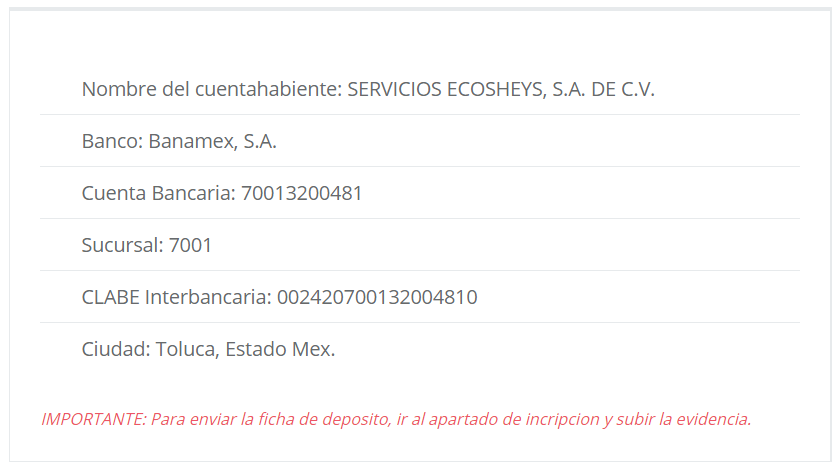 Nombre del cuentahabiente: SERVICIOS ECOSHEYS, S.A. DE C.V.
Banco: Banamex, S.A.
Cuenta Bancaria: 70013200481
Sucursal: 7001
CLABE Interbancaria: 002420700132004810
Ciudad: Toluca, Estado Mex.
IMPORTANTE: Para enviar la ficha de deposito, ir al apartado de incripcion y subir la evidencia.